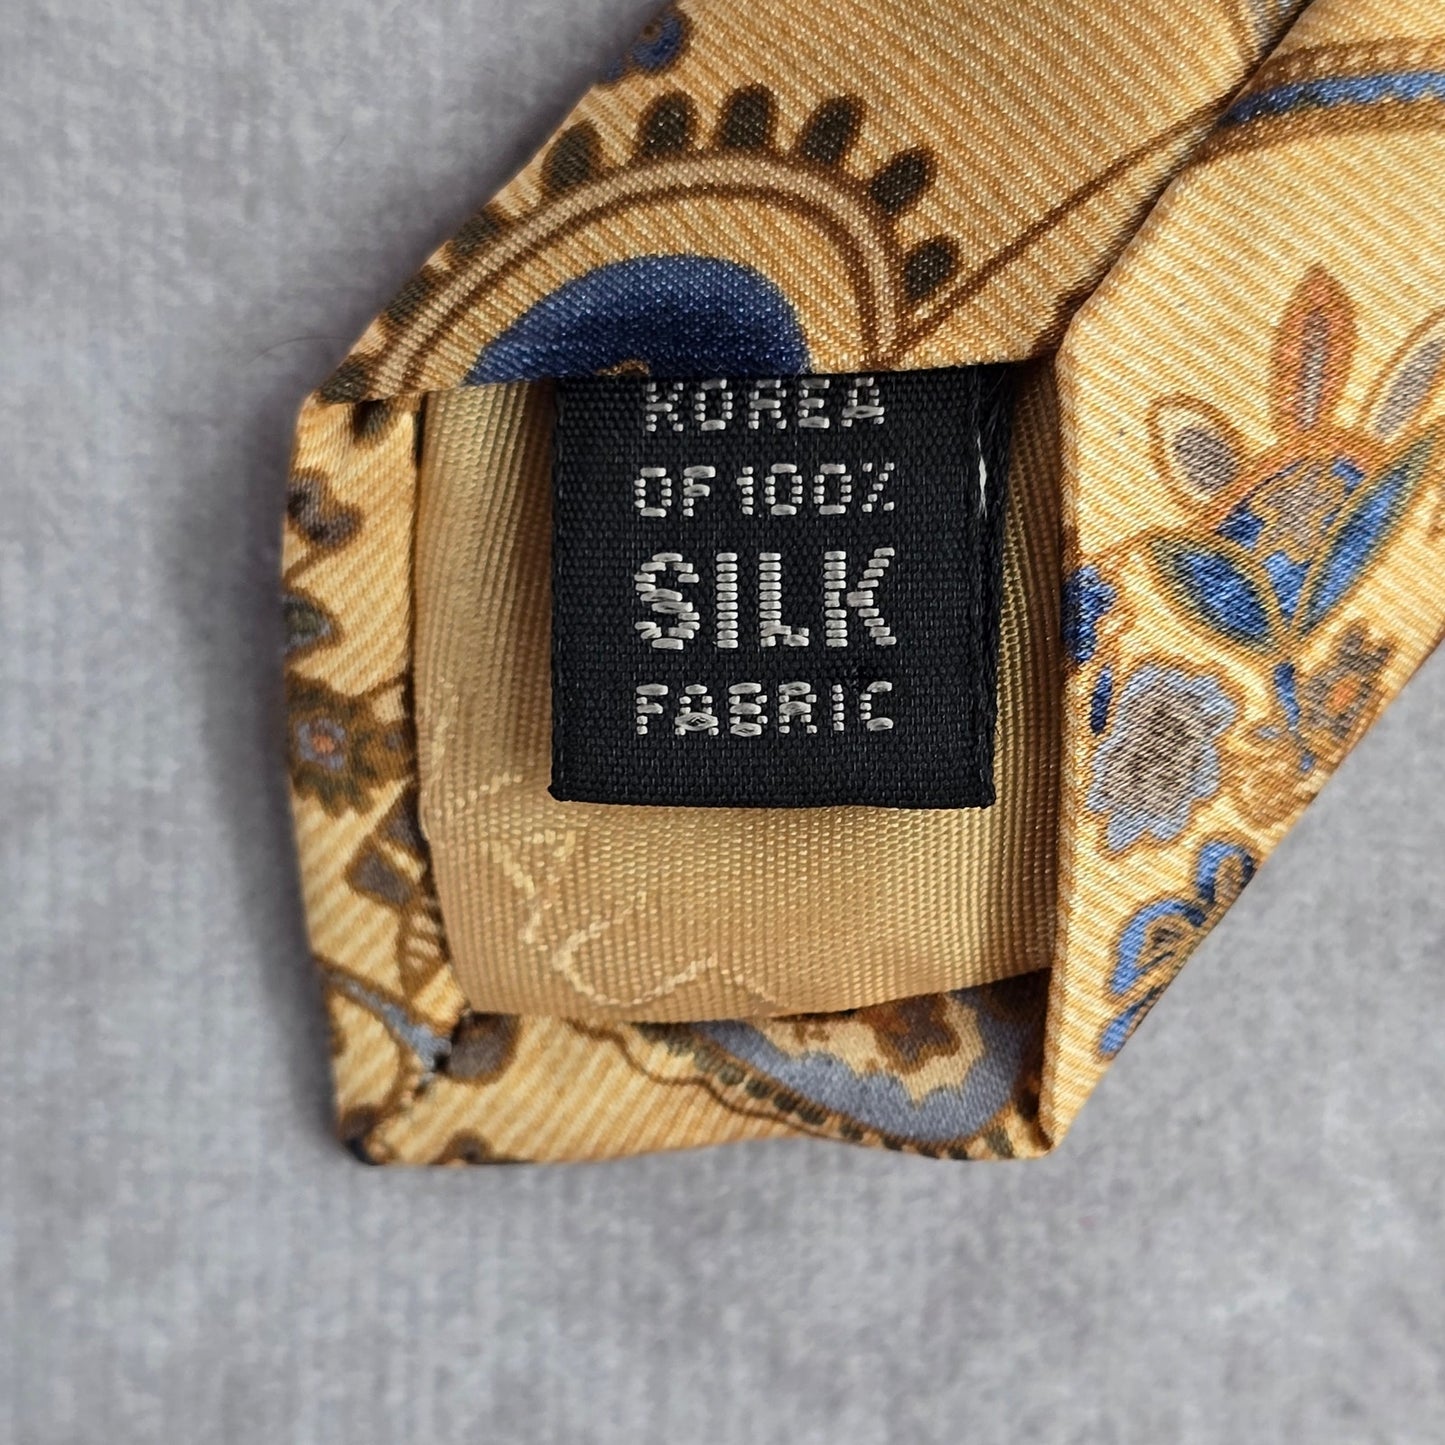 KOREA
OF 100%
SILK
FABRIC